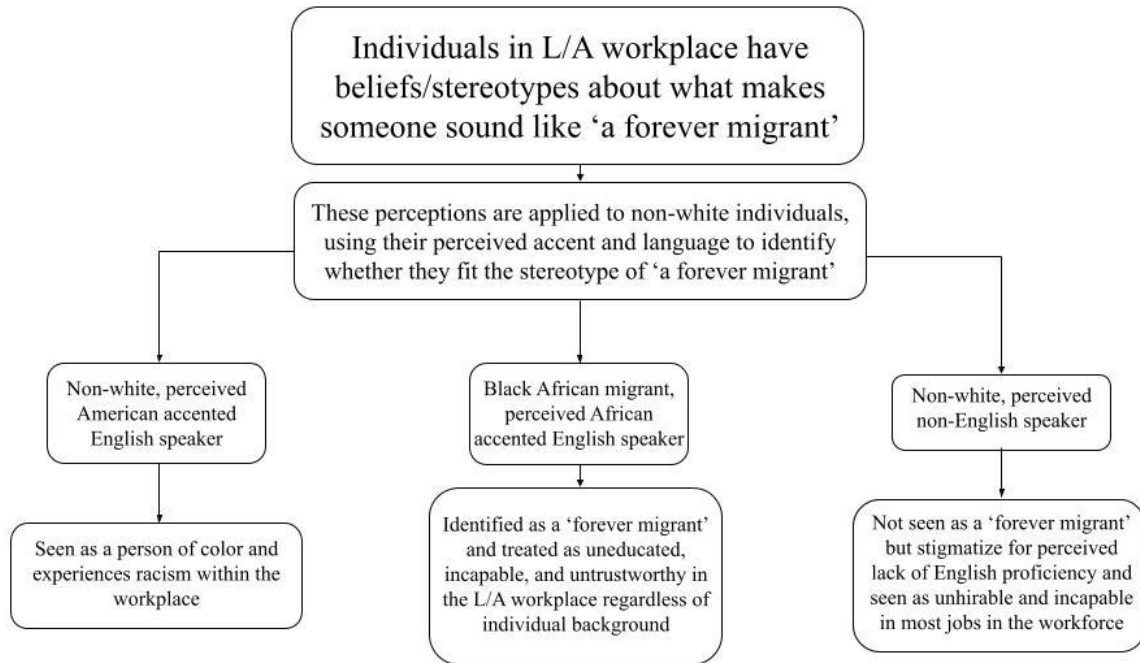 Individuals in L/A workplace have
beliefs/stereotypes about what makes
someone sound like ‘a forever migrant’
These perceptions are applied to non-white individuals,
using their perceived accent and language to identify
whether they fit the stereotype of ‘a forever migrant’
Non-white, perceived
American accented
English speaker
Black African migrant,
perceived African
accented English speaker
Non-white, perceived
non-English speaker
Seen as a person of color and
experiences racism within the
workplace
Identified as a ‘forever migrant’
and treated as uneducated,
incapable, and untrustworthy in
the L/A workplace regardless of
individual background
Not seen as a ‘forever migrant’
but stigmatize for perceived
lack of English proficiency and
seen as unhirable and incapable
in most jobs in the workforce